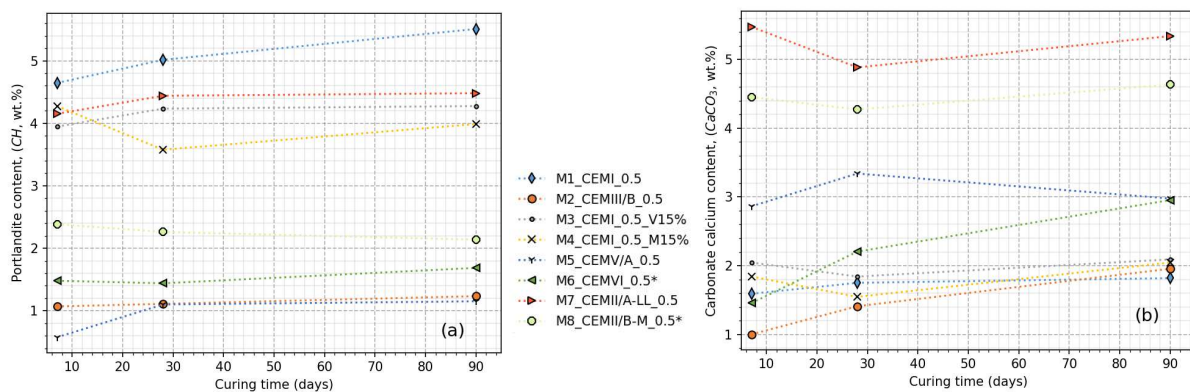 Portlandite content, (CH, wt.%)
5
4
3
2
1
(a)
10 20 30 40 50 60 70 80 90
Curing time (days)
M1_CEMI_0.5
M2_CEMIII/B_0.5
M3_CEMI_0.5_V15%
M4_CEMI_0.5_M15%
M5_CEMV/A_0.5
M6_CEMVI_0.5*
M7_CEMII/A-LL_0.5
M8_CEMII/B-M_0.5*
Carbonate calcium content, (CaCO₃, wt.%)
5
4
3
2
1
(b)
10 20 30 40 50 60 70 80 90
Curing time (days)